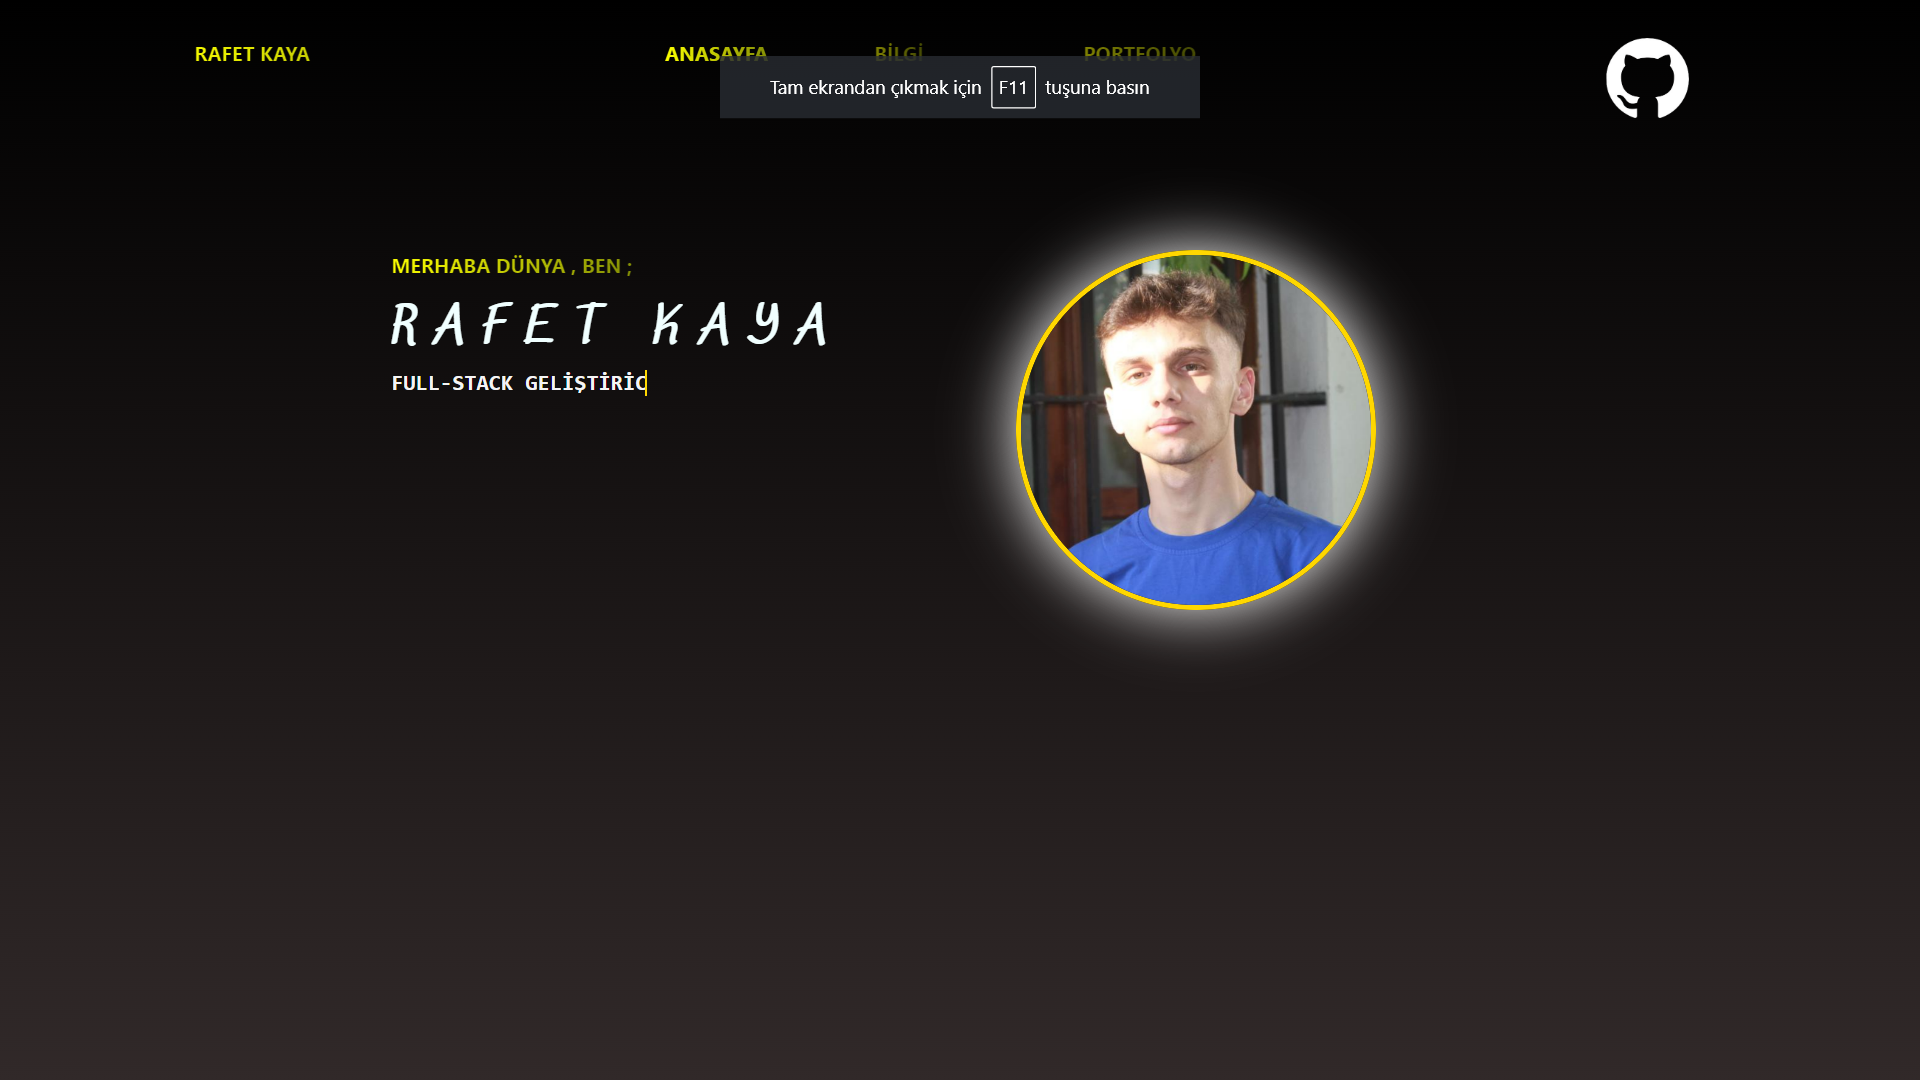 RAFET KAYA
ANASAYFA BİLGİ PORTFOLYO
Tam ekrandan çıkmak için F11 tuşuna basın
MERHABA DÜNYA , BEN ;
RAFET KAYA
FULL-STACK GELİŞTİRİC